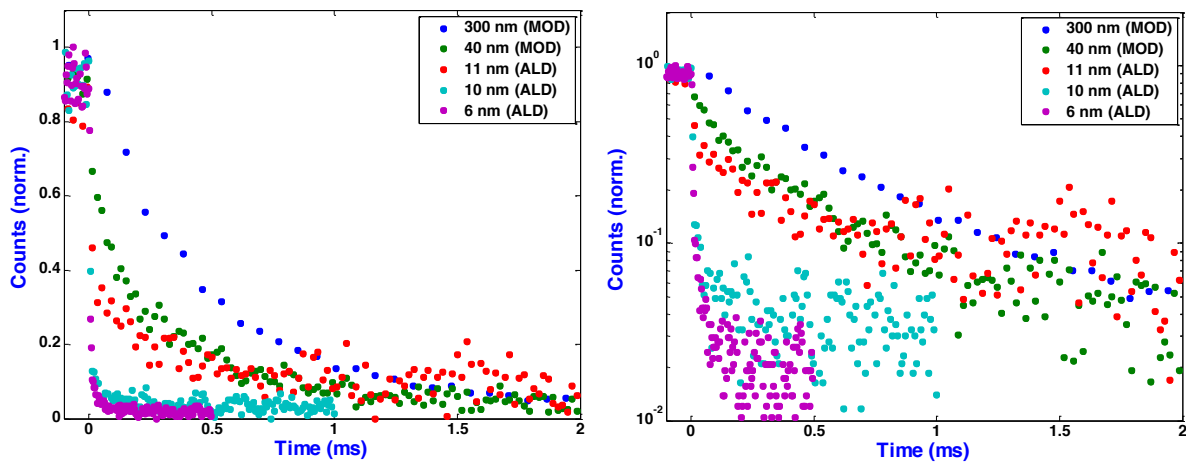 300 nm (MOD)
40 nm (MOD)
11 nm (ALD)
10 nm (ALD)
6 nm (ALD)
1
0.8
0.6
0.4
0.2
0
Counts (norm.)
0
0.5
1
1.5
2
Time (ms)
300 nm (MOD)
40 nm (MOD)
11 nm (ALD)
10 nm (ALD)
6 nm (ALD)
10^0
10^-1
10^-2
Counts (norm.)
0
0.5
1
1.5
2
Time (ms)